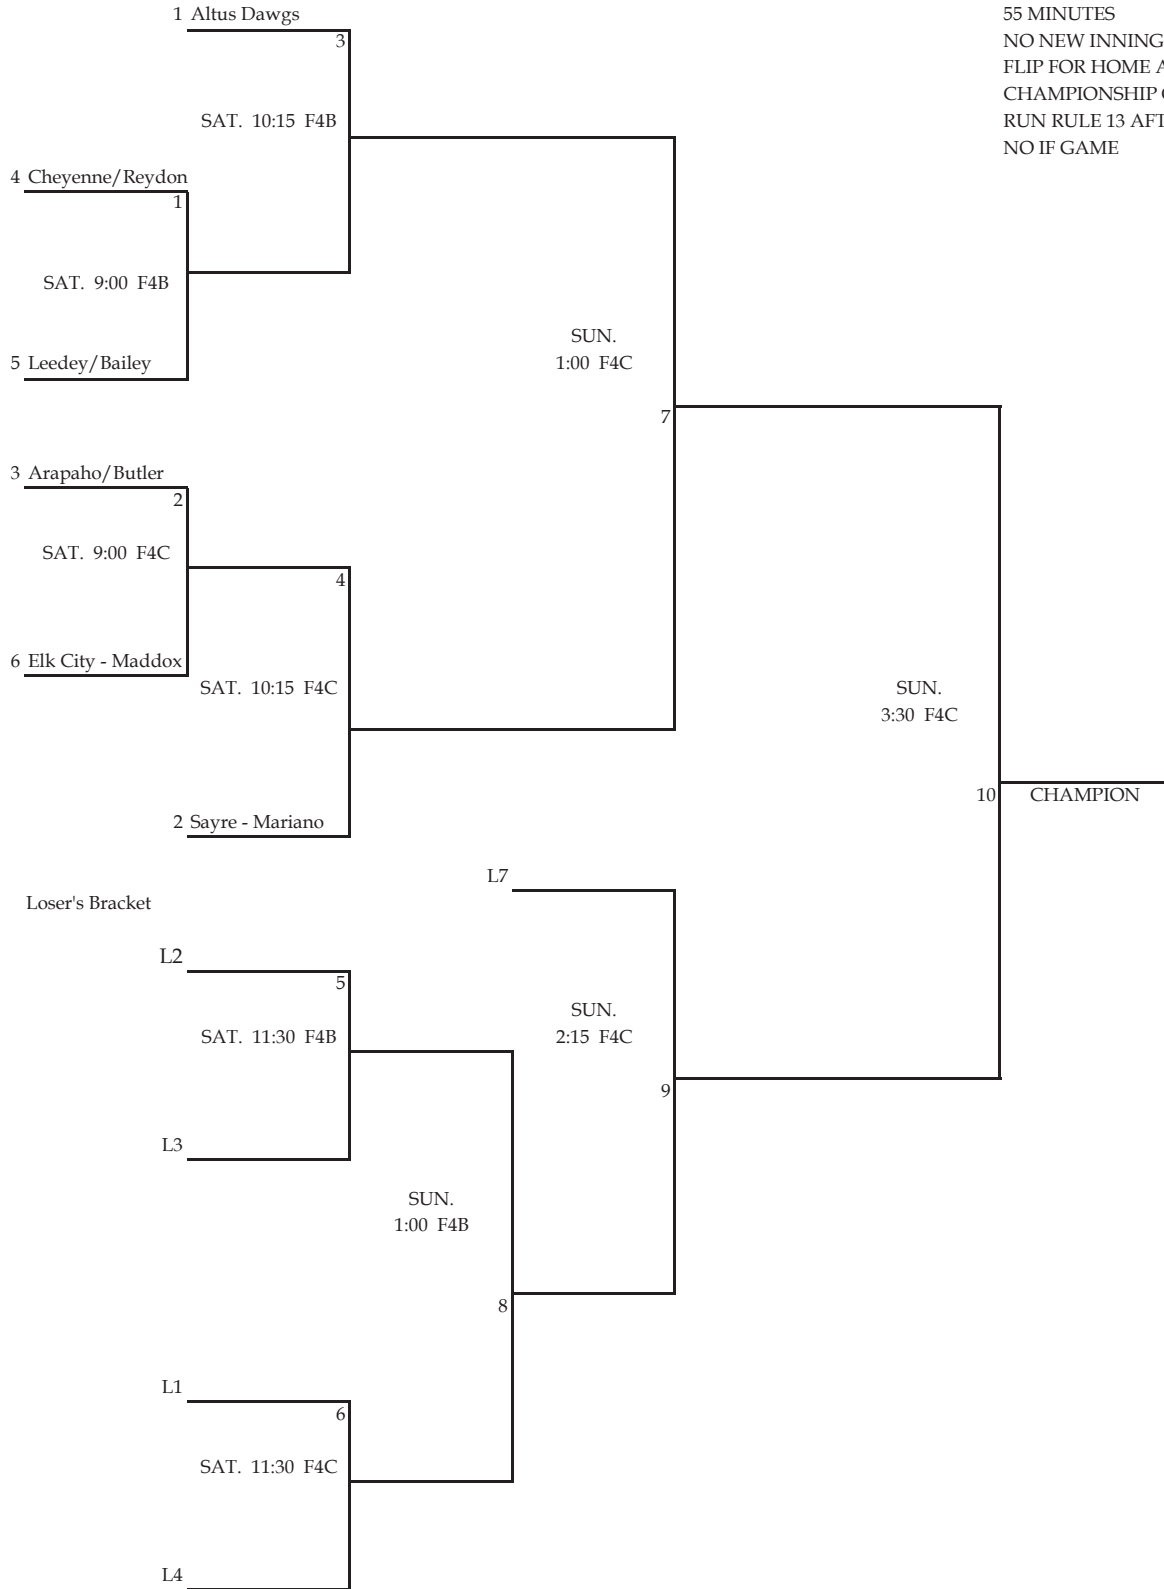 1 Altus Dawgs
55 MINUTES
3
NO NEW INNING
FLIP FOR HOME
CHAMPIONSHIP
SAT. 10:15 F4B
RUN RULE 13
NO IF GAME
4 Cheyenne/Reydon
1
SAT. 9:00 F4B
SUN.
1:00 F4C
5 Leedey/Bailey
7
3 Arapaho/Butler
2
SAT. 9:00 F4C
4
6 Elk City - Maddox
SAT. 10:15 F4C
SUN.
3:30 F4C
10 CHAMPION
2 Sayre - Mariano
L7
Loser's Bracket
L2
5
SUN.
SAT. 11:30 F4B
2:15 F4C
9
L3
SUN.
1:00 F4B
8
L1
6
SAT. 11:30 F4C
L4